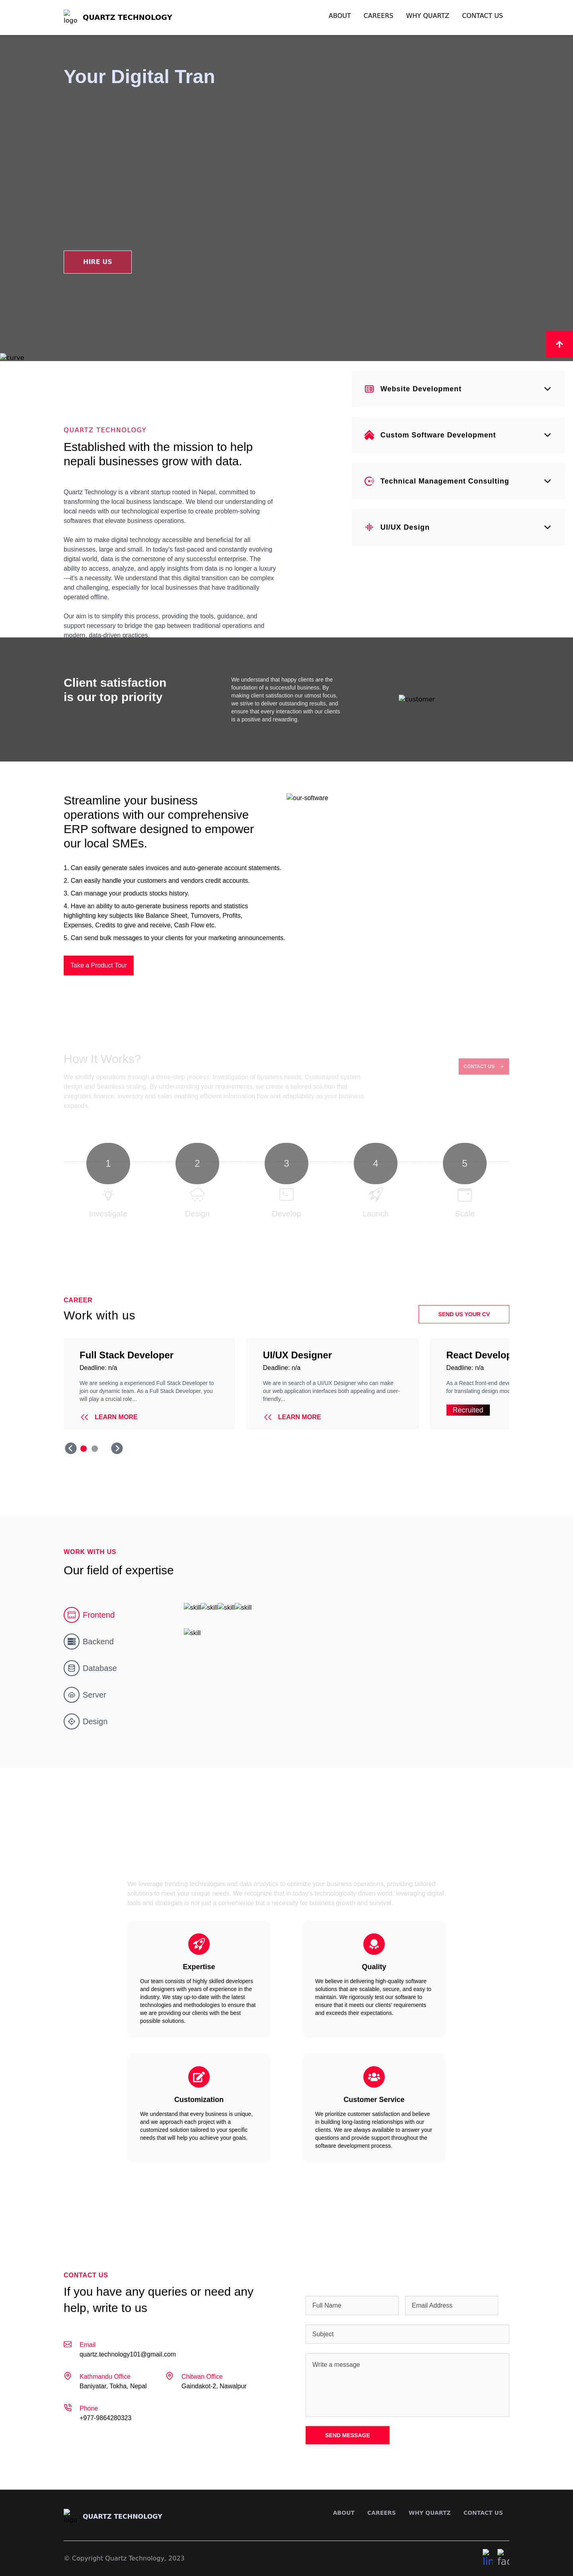 logo QUARTZ TECHNOLOGY
ABOUT CAREERS WHY QUARTZ CONTACT US
Your Digital Tran
HIRE US
curve
QUARTZ TECHNOLOGY
Established with the mission to help
nepali businesses grow with data.
Quartz Technology is a vibrant startup rooted in Nepal, committed to
transforming the local business landscape. We blend our understanding of
local needs with our technological expertise to create problem-solving
softwares that elevate business operations.
We aim to make digital technology accessible and beneficial for all
businesses, large and small. In today's fast-paced and constantly evolving
digital world, data is the cornerstone of any successful enterprise. The
ability to access, analyze, and apply insights from data is no longer a luxury
—it's a necessity. We understand that this digital transition can be complex
and challenging, especially for local businesses that have traditionally
operated offline.
Our aim is to simplify this process, providing the tools, guidance, and
support necessary to bridge the gap between traditional operations and
modern, data-driven practices.
Website Development
Custom Software Development
Technical Management Consulting
UI/UX Design
Client satisfaction
is our top priority
We understand that happy clients are the
foundation of a successful business. By
making client satisfaction our utmost focus,
we strive to deliver outstanding results, and
ensure that every interaction with our clients
is a positive and rewarding.
customer
Streamline your business
operations with our comprehensive
ERP software designed to empower
our local SMEs.
1. Can easily generate sales invoices and auto-generate account statements.
2. Can easily handle your customers and vendors credit accounts.
3. Can manage your products stocks history.
4. Have an ability to auto-generate business reports and statistics
highlighting key subjects like Balance Sheet, Turnovers, Profits,
Expenses, Credits to give and receive, Cash Flow etc.
5. Can send bulk messages to your clients for your marketing announcements.
Take a Product Tour
our-software
How It Works?
We simplify operations through a three-step process: Investigation of business needs, Customized system
design and Seamless scaling. By understanding your requirements, we create a tailored solution that
integrates finance, inventory and sales enabling efficient information flow and adaptability as your business
expands.
CONTACT US
1 2 3 4 5
Investigate Design Develop Launch Scale
CAREER
Work with us
SEND US YOUR CV
Full Stack Developer
Deadline: n/a
We are seeking a experienced Full Stack Developer to
join our dynamic team. As a Full Stack Developer, you
will play a crucial role...
LEARN MORE
UI/UX Designer
Deadline: n/a
We are in search of a UI/UX Designer who can make
our web application interfaces both appealing and user-
friendly...
LEARN MORE
React Develop
Deadline: n/a
As a React front-end deve
for translating design moc
Recruited
WORK WITH US
Our field of expertise
Frontend
Backend
Database
Server
Design
skill skill skill skill
skill
We leverage trending technologies and data analytics to optimize your business operations, providing tailored
solutions to meet your unique needs. We recognize that in today's technologically driven world, leveraging digital
tools and strategies is not just a convenience but a necessity for business growth and survival.
Expertise
Our team consists of highly skilled developers
and designers with years of experience in the
industry. We stay up-to-date with the latest
technologies and methodologies to ensure that
we are providing our clients with the best
possible solutions.
Quality
We believe in delivering high-quality software
solutions that are scalable, secure, and easy to
maintain. We rigorously test our software to
ensure that it meets our clients' requirements
and exceeds their expectations.
Customization
We understand that every business is unique,
and we approach each project with a
customized solution tailored to your specific
needs that will help you achieve your goals.
Customer Service
We prioritize customer satisfaction and believe
in building long-lasting relationships with our
clients. We are always available to answer your
questions and provide support throughout the
software development process.
CONTACT US
If you have any queries or need any
help, write to us
Email
quartz.technology101@gmail.com
Kathmandu Office
Baniyatar, Tokha, Nepal
Chitwan Office
Gaindakot-2, Nawalpur
Phone
+977-9864280323
Full Name
Email Address
Subject
Write a message
SEND MESSAGE
logo QUARTZ TECHNOLOGY
ABOUT CAREERS WHY QUARTZ CONTACT US
© Copyright Quartz Technology, 2023
lin fac